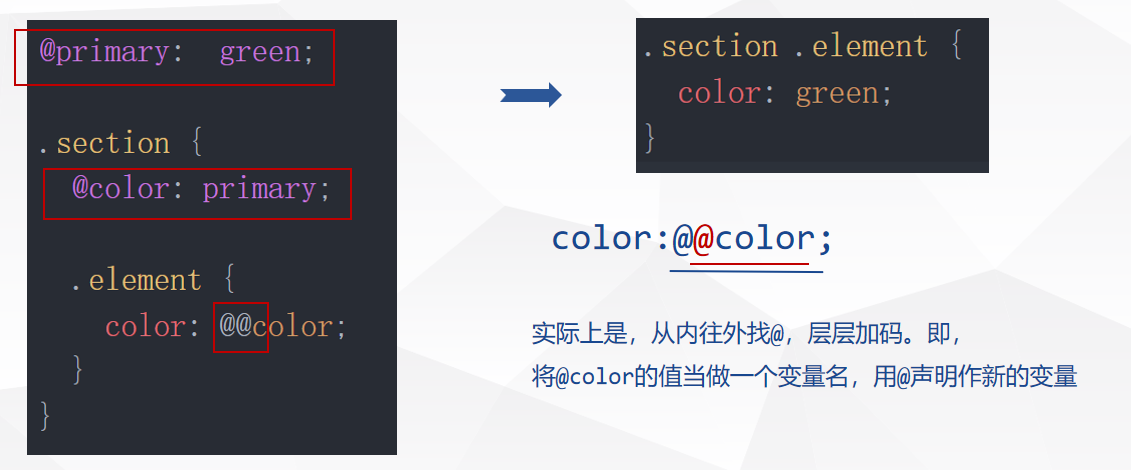 @primary:  green;
.section {
@color: primary;
.element {
color: @@color;
}
}
.section .element {
color: green;
}
color:@@color;
实际上是，从内往外找@，层层加码。即，
将@color的值当做一个变量名，用@声明作新的变量